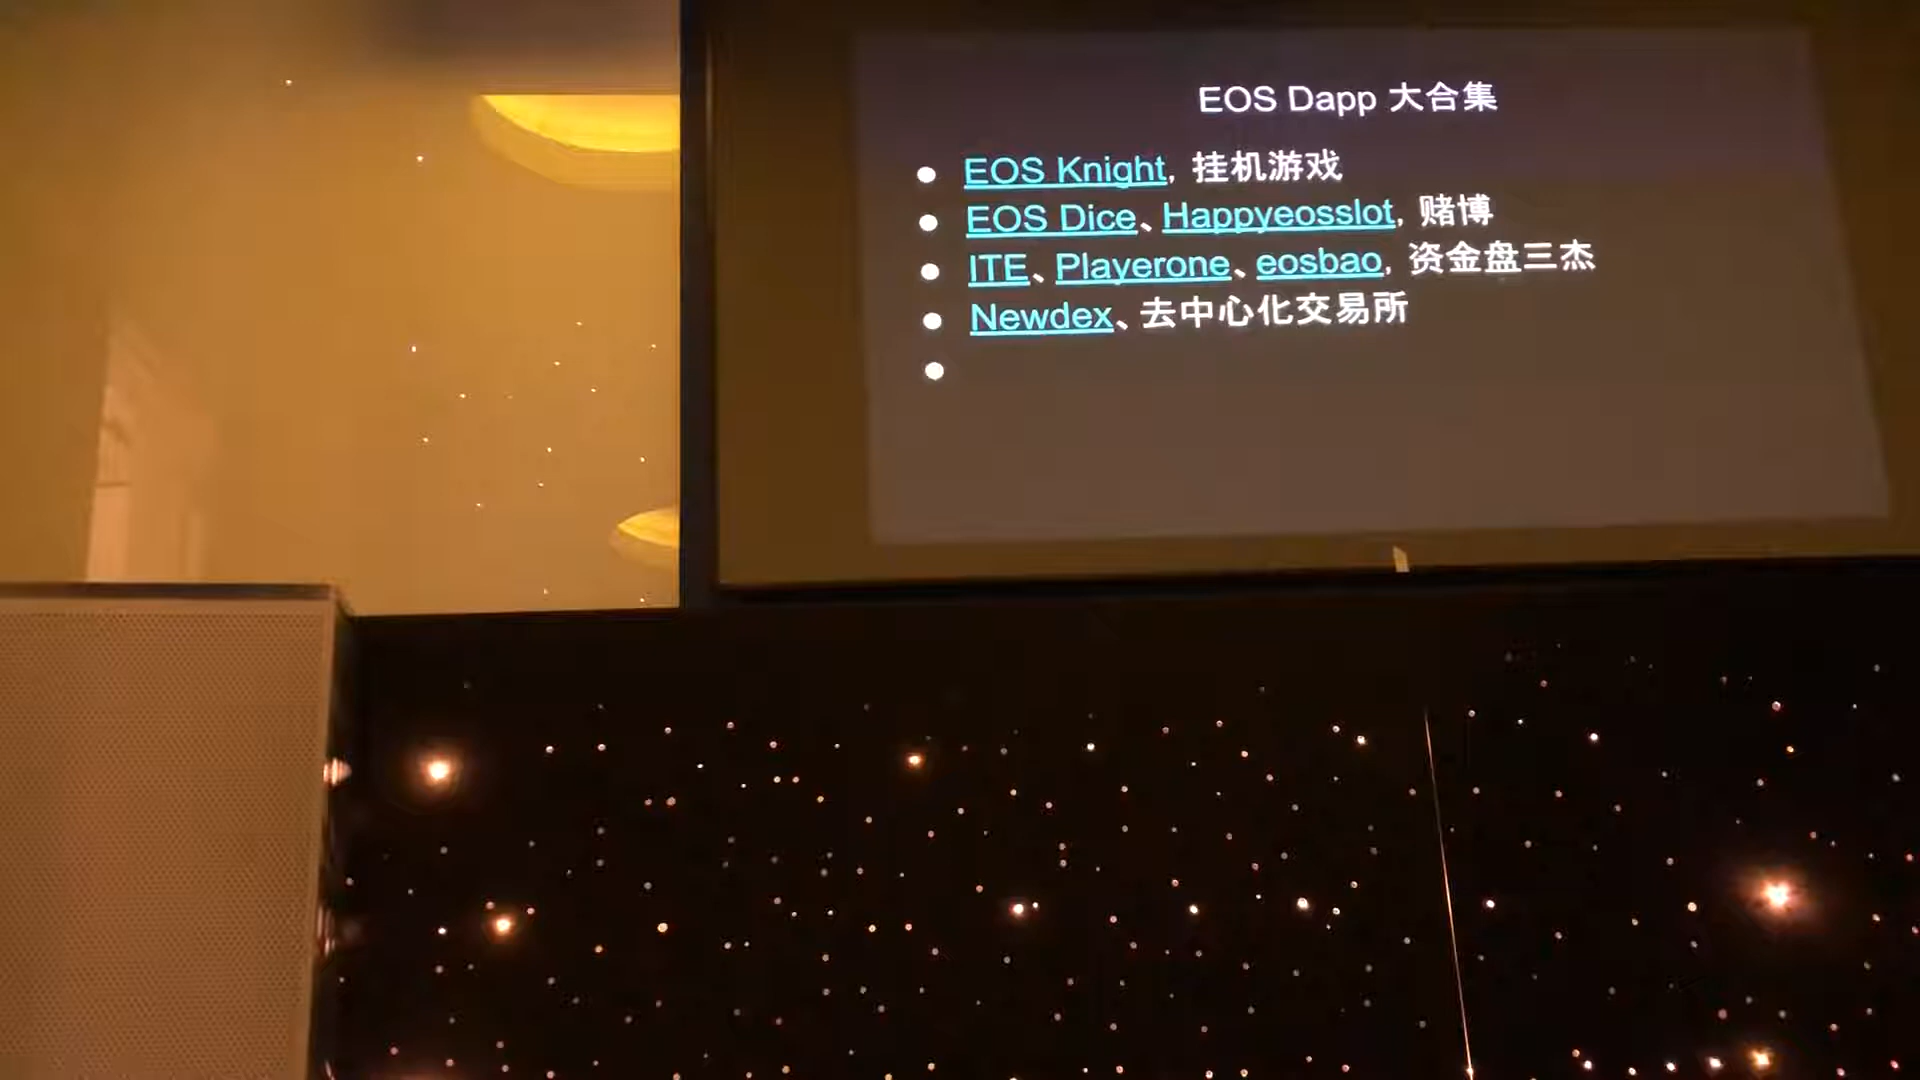 EOS Dapp 大合集
EOS Knight, 挂机游戏
EOS Dice、Happyeosslot, 赌博
ITE、Playerone、eosbao, 资金盘三杰
Newdex、去中心化交易所